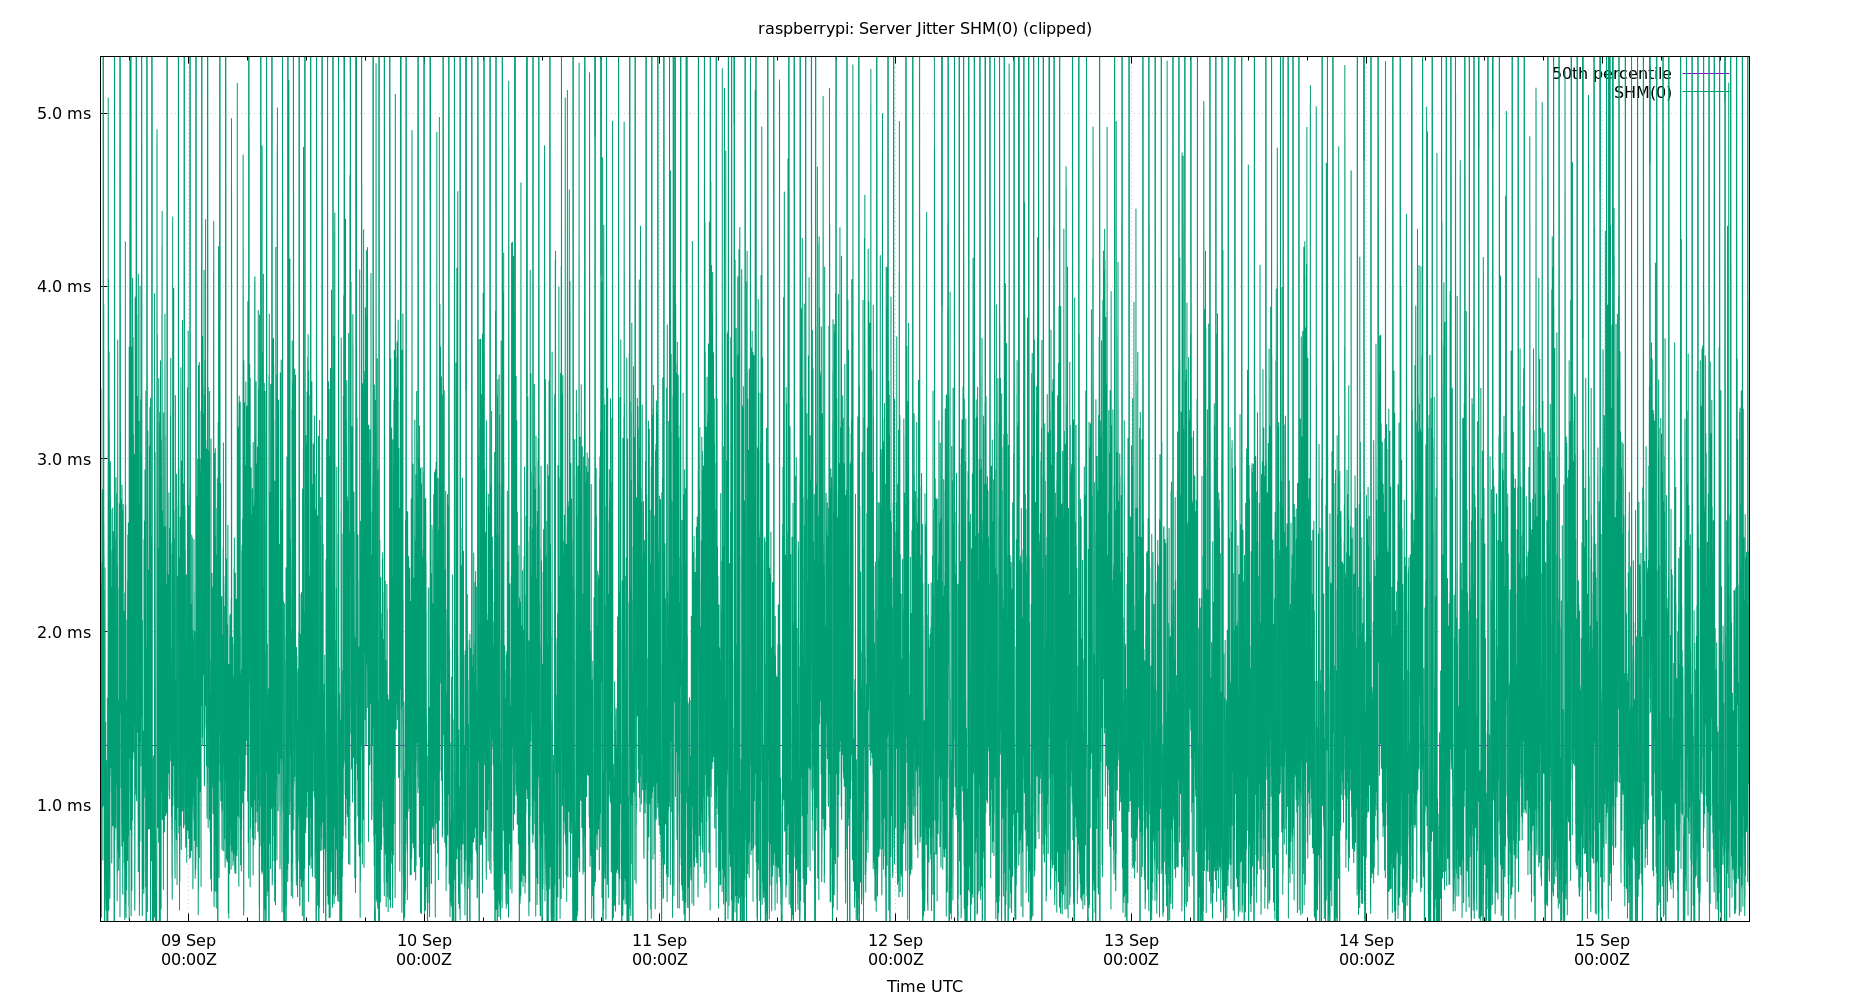 raspberrypi: Server Jitter SHM(0) (clipped)
50th percentile
SHM(0)
5.0 ms
4.0 ms
3.0 ms
2.0 ms
1.0 ms
09 Sep 10 Sep 11 Sep 12 Sep 13 Sep 14 Sep 15 Sep
00:00Z 00:00Z 00:00Z 00:00Z 00:00Z 00:00Z 00:00Z
Time UTC